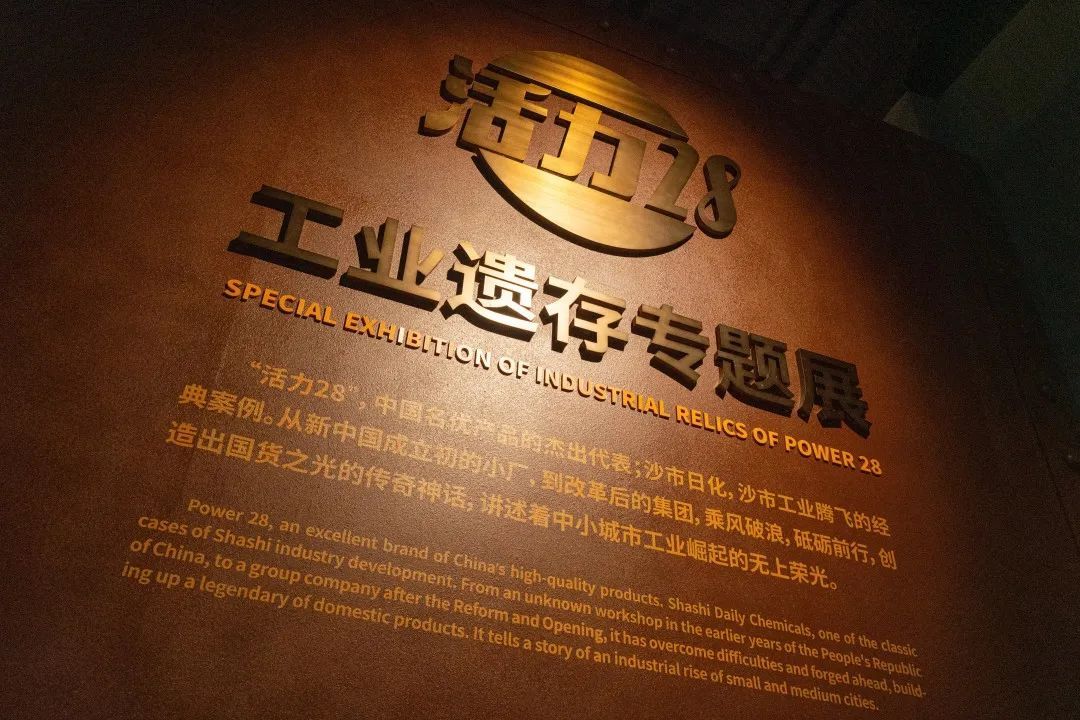 活力28
工业遗存专题展
SPECIAL EXHIBITION OF INDUSTRIAL RELICS OF POWER 28
“活力28”，中国名优产品的杰出代表；沙市日化，沙市工业腾飞的经
典案例。从新中国成立初的小厂，到改革后的集团，乘风破浪，砥砺前行，创
造出国货之光的传奇神话，讲述着中小城市工业崛起的无上荣光。
Power 28, an excellent brand of China's high-quality products. Shashi Daily Chemicals, one of the classic
cases of Shashi industry development. From an unknown workshop in the earlier years of the People's Republic
of China, to a group company after the Reform and Opening, it has overcome difficulties and forged ahead, build-
ing up a legendary of domestic products. It tells a story of an industrial rise of small and medium cities.